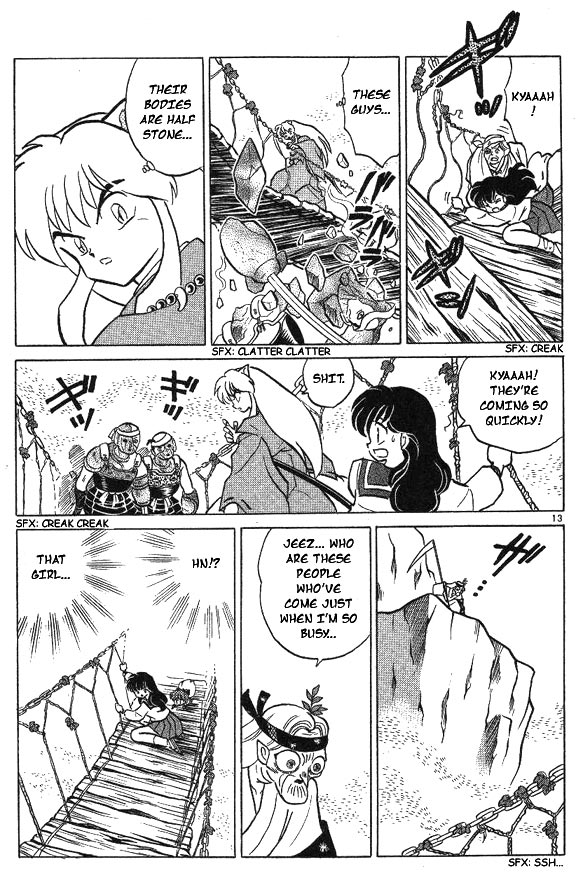 KYAAAH
!
SFX: CREAK
THESE
GUYS...
SFX: CLATTER CLATTER
THEIR
BODIES
ARE HALF
STONE...
KYAAAH!
THEY'RE
COMING SO
QUICKLY!
SHIT.
SFX: CREAK CREAK
13
SFX: SSH...
JEEZ... WHO
ARE THESE
PEOPLE
WHO'VE
COME JUST
WHEN I'M SO
BUSY..
HN!?
THAT
GIRL...